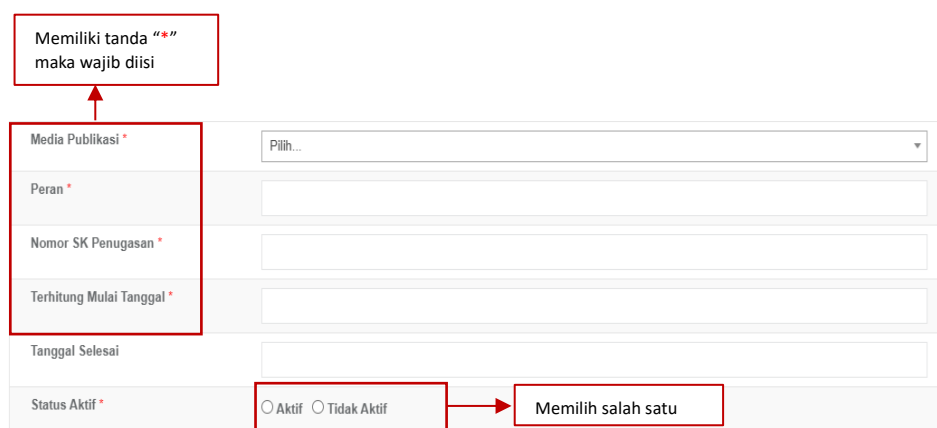 Memiliki tanda “*”
maka wajib diisi
Media Publikasi *
Pilih...
Peran *
Nomor SK Penugasan *
Terhitung Mulai Tanggal *
Tanggal Selesai
Status Aktif *
Aktif Tidak Aktif
Memilih salah satu